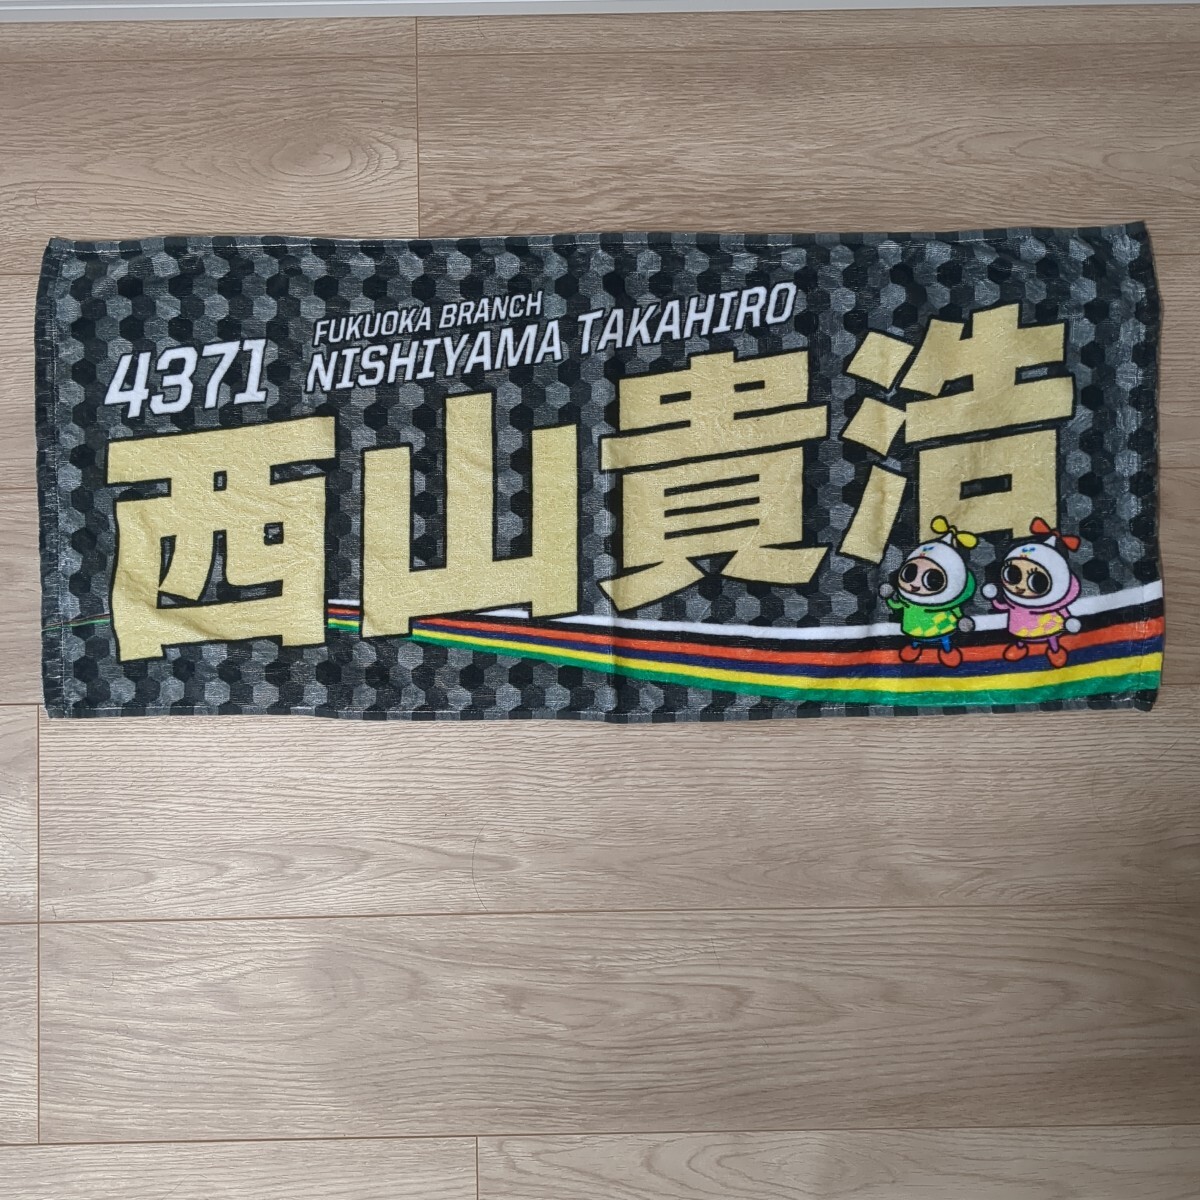 FUKUOKA BRANCH
4371 NISHIYAMA TAKAHIRO
西山貴浩